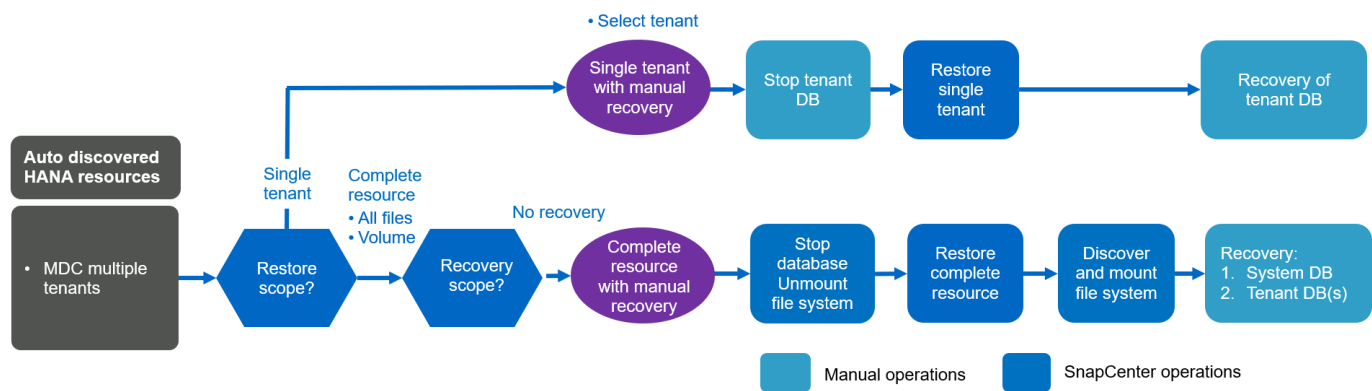 • Select tenant
Single tenant
with manual
recovery
Stop tenant
DB
Restore
single
tenant
Recovery of
tenant DB
Auto discovered
HANA resources
Single
tenant
Complete
resource
• All files
• Volume
No recovery
• MDC multiple
tenants
Restore
scope?
Recovery
scope?
Complete
resource
with manual
recovery
Stop
database
Unmount
file system
Restore
complete
resource
Discover
and mount
file system
Recovery:
1. System DB
2. Tenant DB(s)
Manual operations
SnapCenter operations